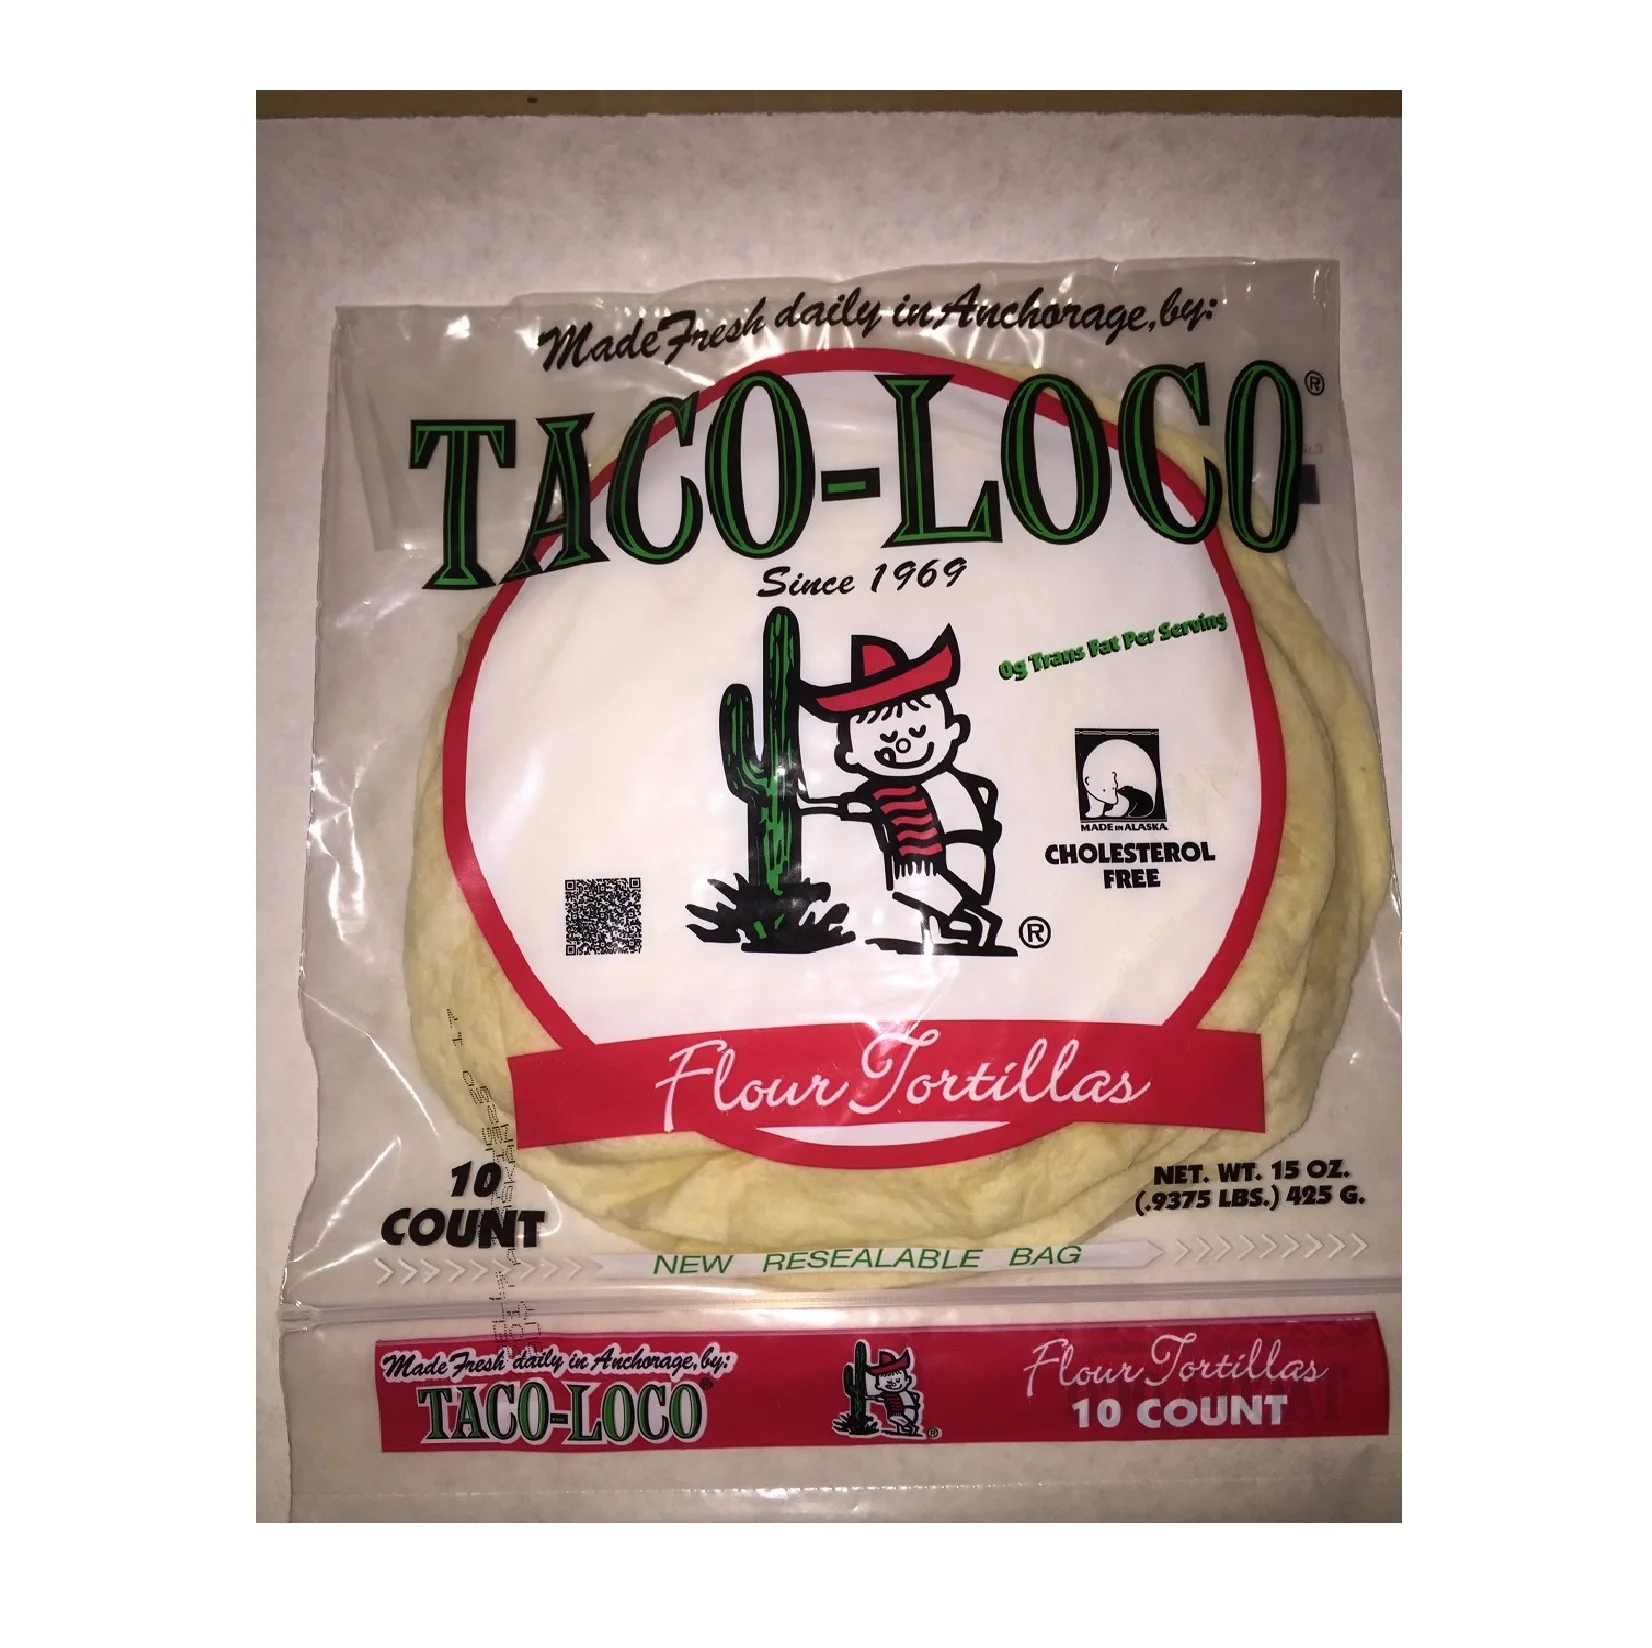 Made Fresh daily in Anchorage, by:
TACO-LOCO®
Since 1969
0g Trans Fat Per Serving
MADE IN ALASKA
CHOLESTEROL
FREE
®
Flour Tortillas
10
COUNT
NET. WT. 15 OZ.
(.9375 LBS.) 425 G.
NEW RESEALABLE BAG
Made Fresh daily in Anchorage, by:
TACO-LOCO®
®
Flour Tortillas
10 COUNT